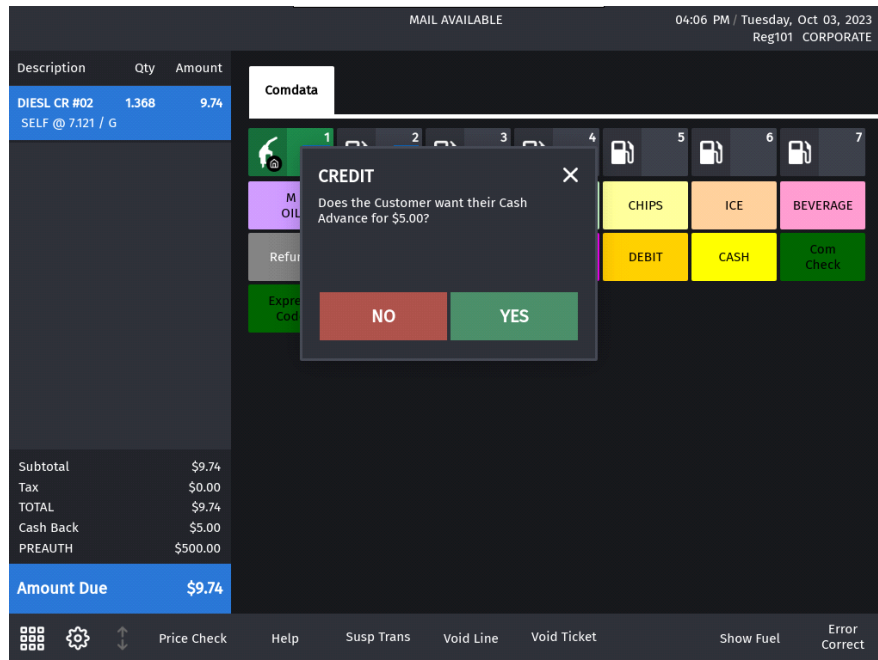 MAIL AVAILABLE
04:06 PM / Tuesday, Oct 03, 2023
Reg101 CORPORATE
Description Qty Amount
DIESL CR #02 1.368 9.74
SELF @ 7.121 / G
Comdata
1 2 3 4 5 6 7
CREDIT
Does the Customer want their Cash
Advance for $5.00?
NO YES
M
OIL
CHIPS ICE BEVERAGE
Refu
DEBIT CASH
Com
Check
Expre
Cod
Subtotal $9.74
Tax $0.00
TOTAL $9.74
Cash Back $5.00
PREAUTH $500.00
Amount Due $9.74
Price Check Help Susp Trans Void Line Void Ticket Show Fuel
Error
Correct